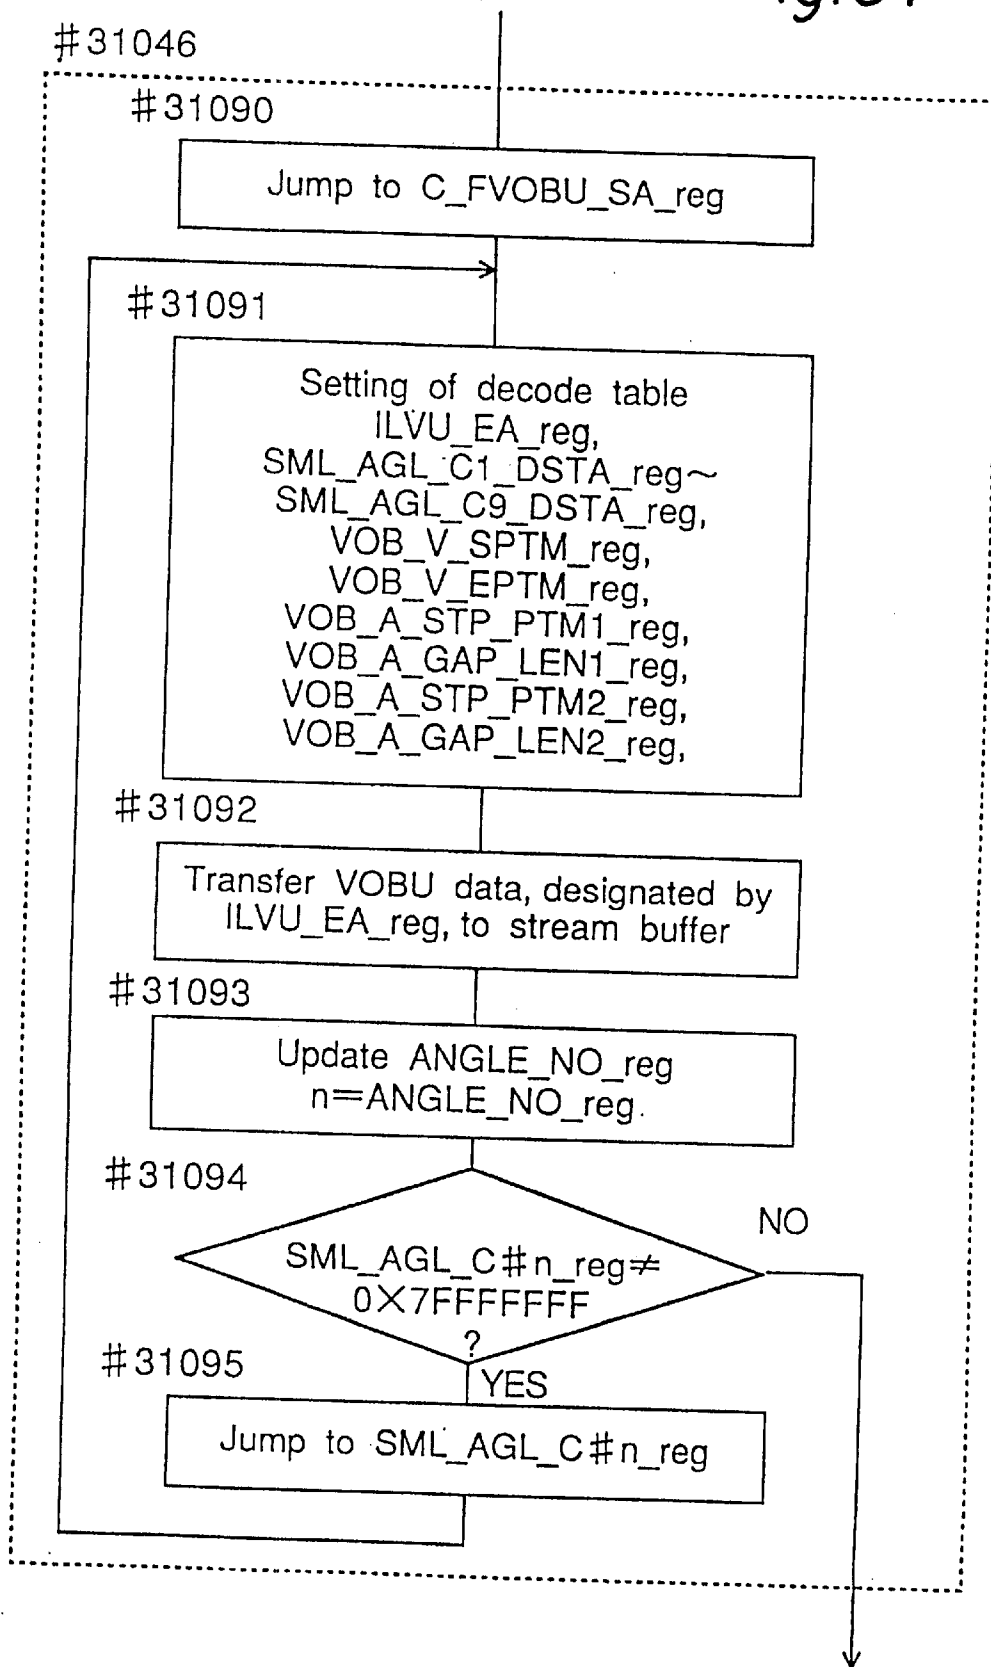 #31046
#31090
Jump to C_FVOBU_SA_reg
#31091
Setting of decode table
ILVU_EA_reg,
SML_AGL_C1_DSTA_reg~
SML_AGL_C9_DSTA_reg,
VOB_V_SPTM_reg,
VOB_V_EPTM_reg,
VOB_A_STP_PTM1_reg,
VOB_A_GAP_LEN1_reg,
VOB_A_STP_PTM2_reg,
VOB_A_GAP_LEN2_reg,
#31092
Transfer VOBU data, designated by
ILVU_EA_reg, to stream buffer
#31093
Update ANGLE_NO_reg
n=ANGLE_NO_reg.
#31094
NO
SML_AGL_C#n_reg≠
0X7FFFFFFF
?
#31095
YES
Jump to SML_AGL_C#n_reg